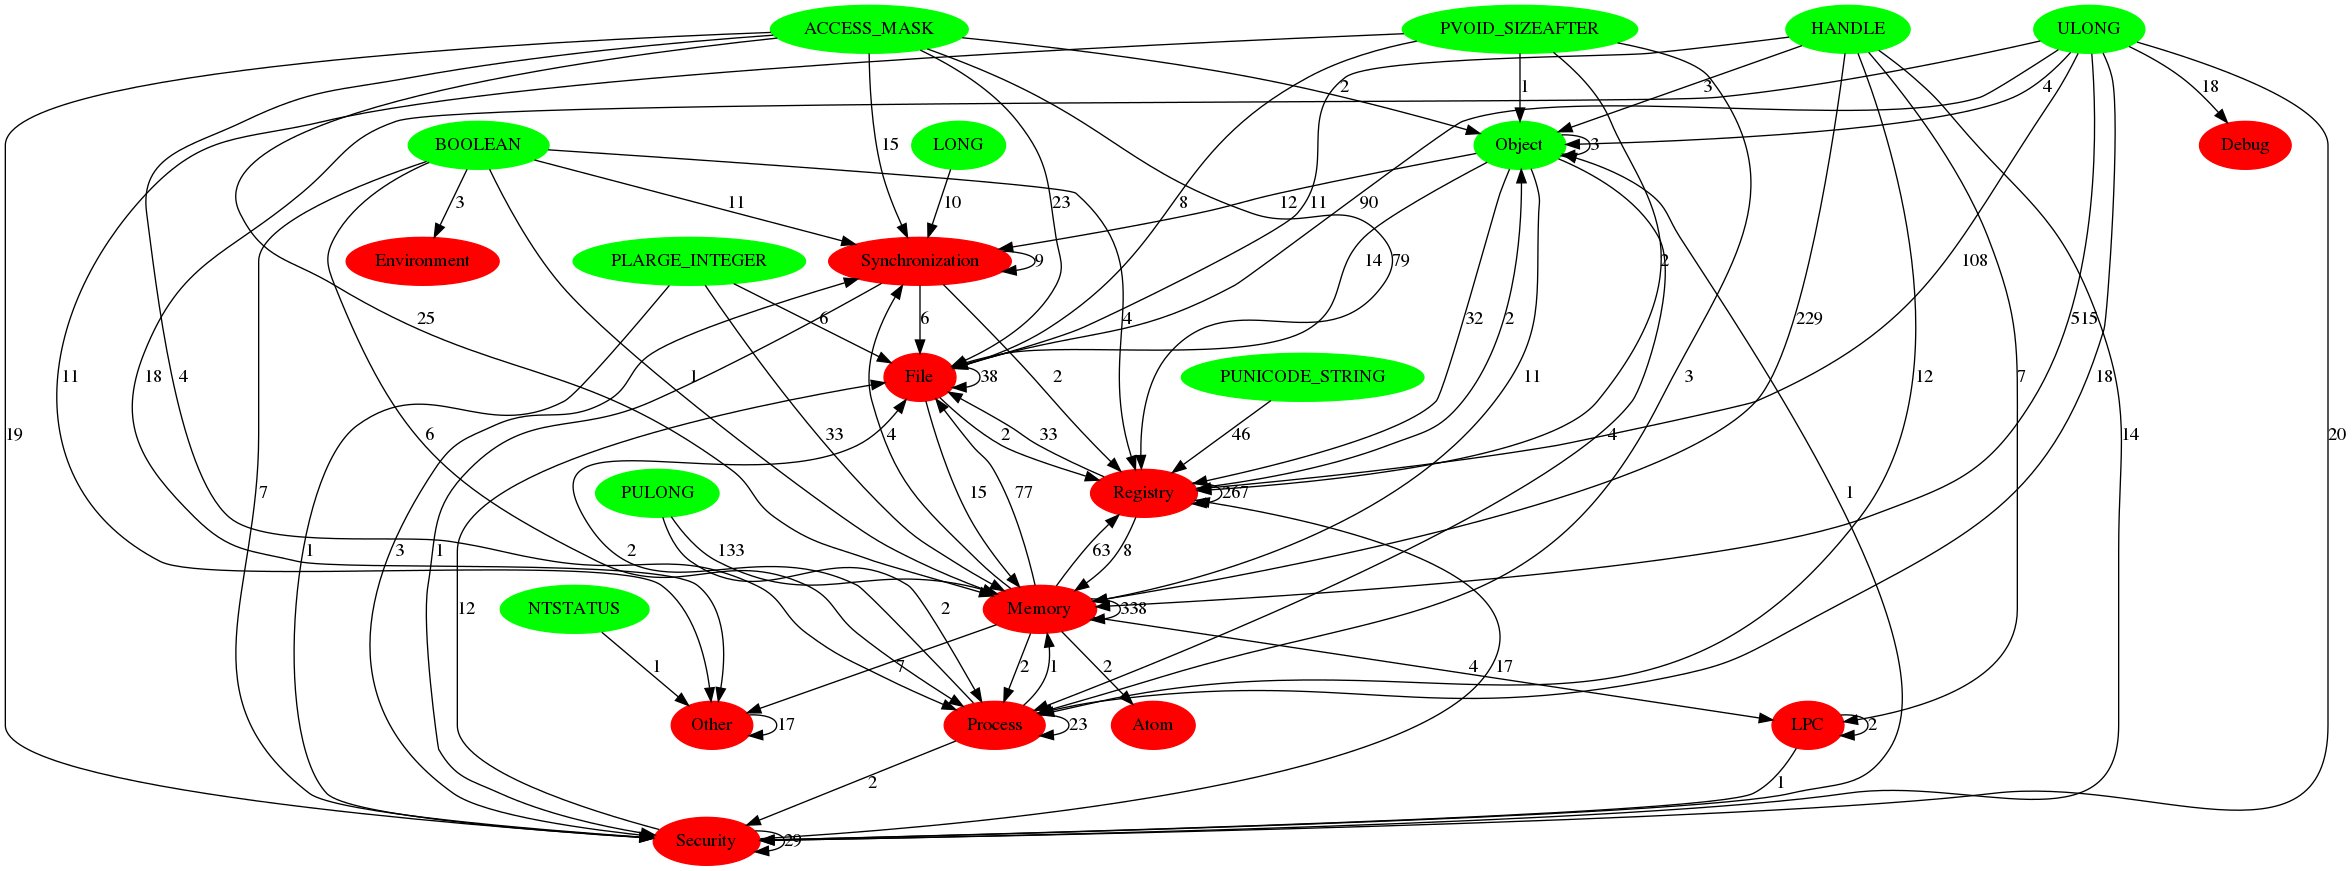 ACCESS_MASK PVOID_SIZEAFTER HANDLE ULONG
2 1 3 4 18
BOOLEAN 15 LONG Object 3 Debug
3 11 10 23 8 11 90 12
Environment PLARGE_INTEGER Synchronization 9 14 79 2 108
25 6 6 4 32 2 229 515
11 18 4 1 File 38 2 PUNICODE_STRING 11 3 12 7 18
19 6 33 2 33 46 4 14 20
7 PULONG 15 77 Registry 267 1
1 3 1 2 133 63 8
12 NTSTATUS 2 Memory 338
1 7 2 1 2 4 17
Other 17 Process 23 Atom LPC 2
2 1
Security 29